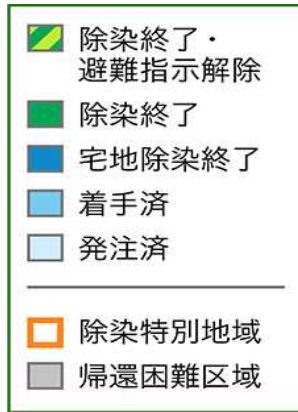 除染終了・
避難指示解除
除染終了
宅地除染終了
着手済
発注済
除染特別地域
帰還困難区域